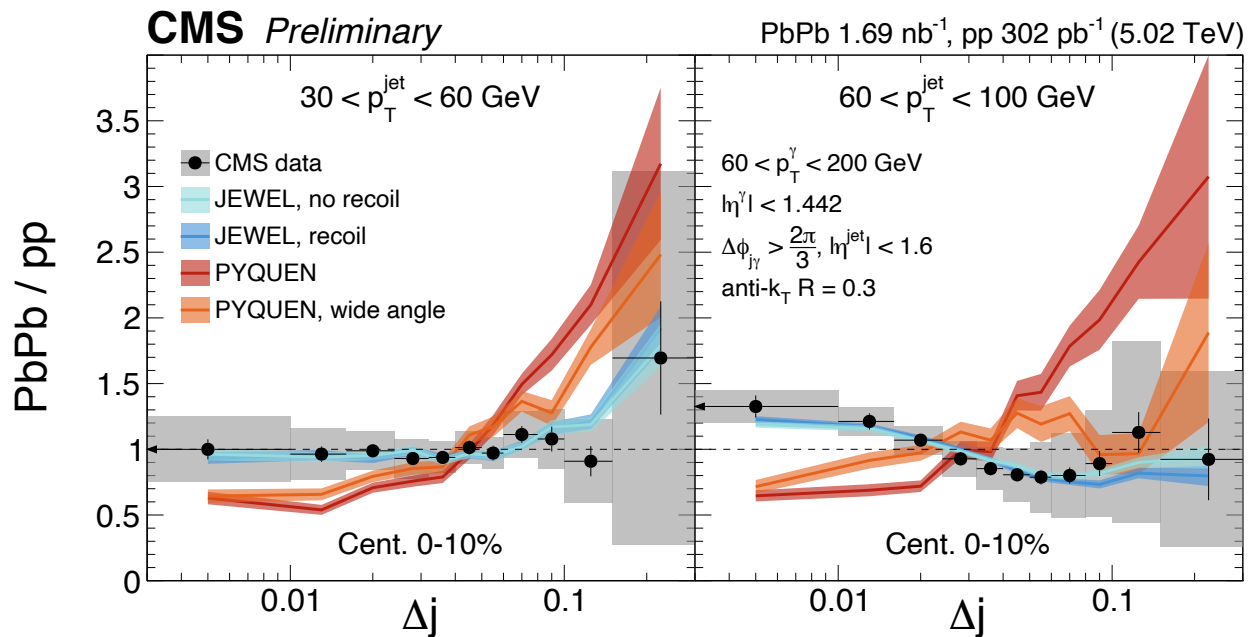 CMS Preliminary
PbPb 1.69 nb⁻¹, pp 302 pb⁻¹ (5.02 TeV)
PbPb / pp
3.5
3
2.5
2
1.5
1
0.5
0
30 < p_T^jet < 60 GeV
CMS data
JEWEL, no recoil
JEWEL, recoil
PYQUEN
PYQUEN, wide angle
Cent. 0-10%
0.01
0.1
Δj
60 < p_T^jet < 100 GeV
60 < p_T^γ < 200 GeV
|η^γ| < 1.442
Δϕ_jγ > 2π/3, |η^jet| < 1.6
anti-k_T R = 0.3
Cent. 0-10%
0.01
0.1
Δj